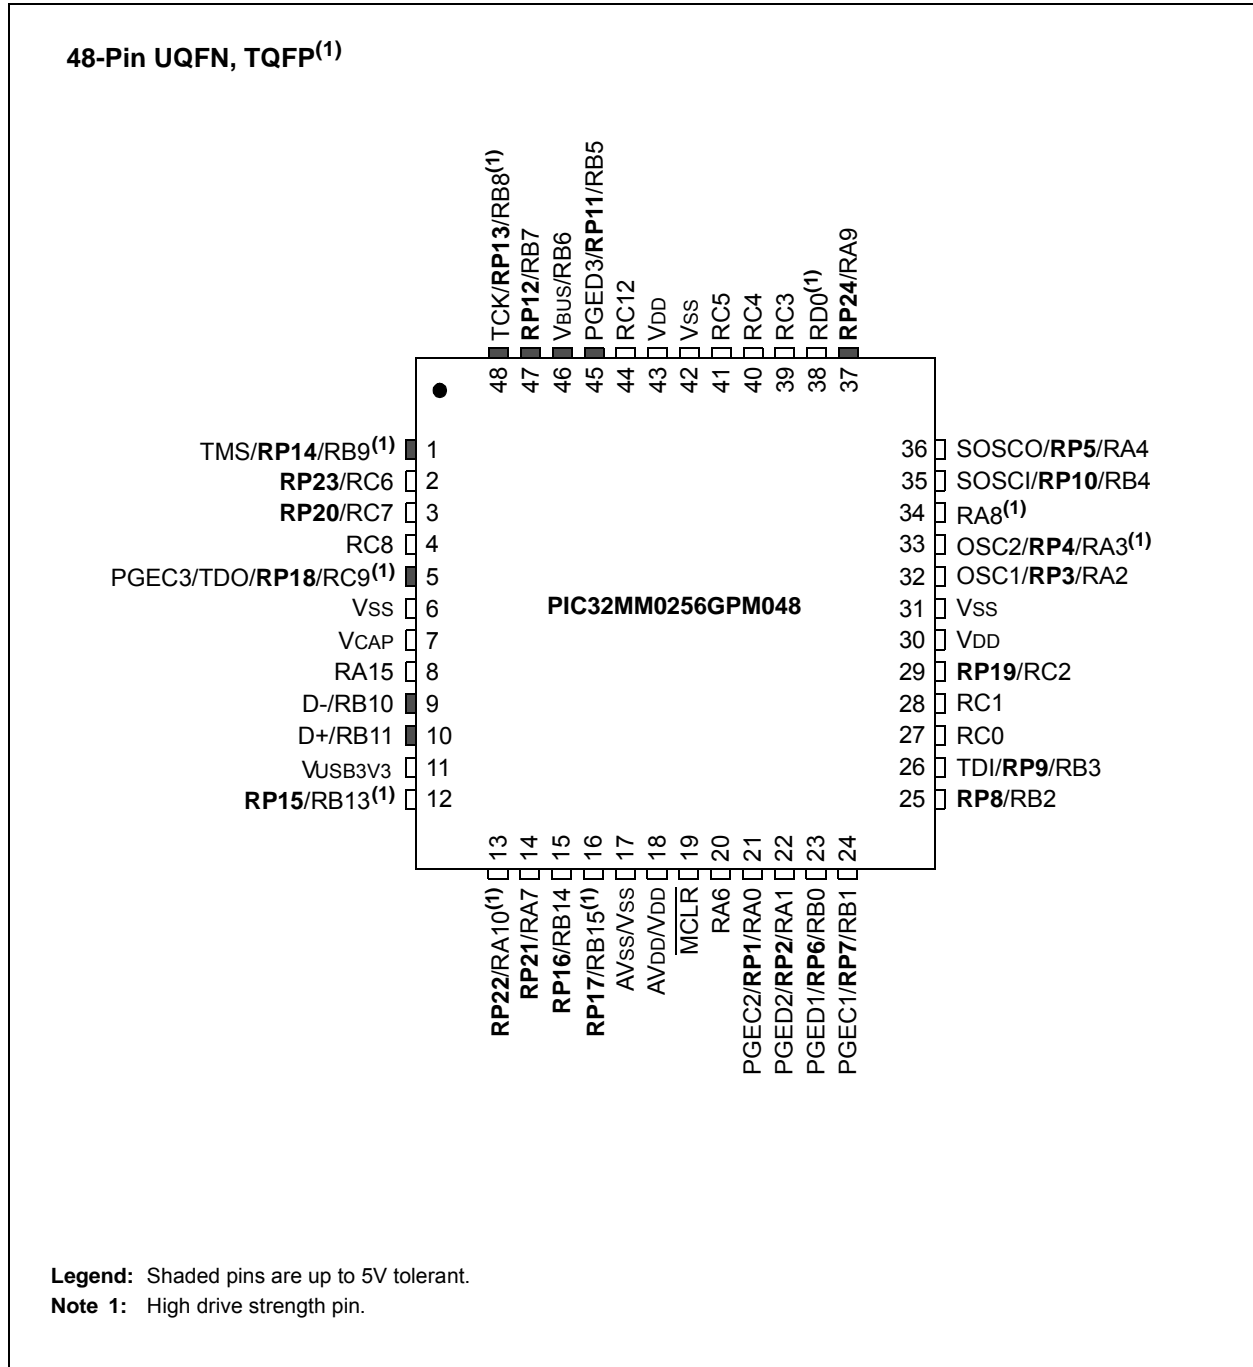 48-Pin UQFN, TQFP(1)
TCK/RP13/RB8(1)
RP12/RB7
VBUS/RB6
PGED3/RP11/RB5
RC12
VDD
VSS
RC5
RC4
RC3
RD0(1)
RP24/RA9
48 47 46 45 44 43 42 41 40 39 38 37
TMS/RP14/RB9(1) 1
RP23/RC6 2
RP20/RC7 3
RC8 4
PGEC3/TDO/RP18/RC9(1) 5
VSS 6
VCAP 7
RA15 8
D-/RB10 9
D+/RB11 10
VUSB3V3 11
RP15/RB13(1) 12
PIC32MM0256GPM048
36 SOSCO/RP5/RA4
35 SOSCI/RP10/RB4
34 RA8(1)
33 OSC2/RP4/RA3(1)
32 OSC1/RP3/RA2
31 VSS
30 VDD
29 RP19/RC2
28 RC1
27 RC0
26 TDI/RP9/RB3
25 RP8/RB2
13 14 15 16 17 18 19 20 21 22 23 24
RP22/RA10(1)
RP21/RA7
RP16/RB14
RP17/RB15(1)
AVSS/VSS
AVDD/VDD
MCLR
RA6
PGEC2/RP1/RA0
PGED2/RP2/RA1
PGED1/RP6/RB0
PGEC1/RP7/RB1
Legend: Shaded pins are up to 5V tolerant.
Note 1: High drive strength pin.